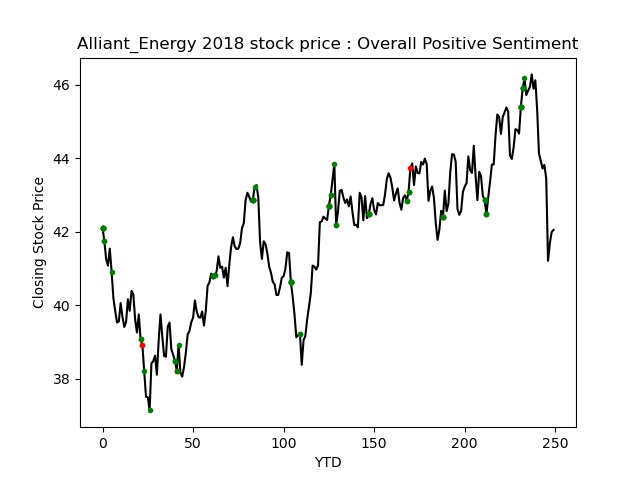 Alliant_Energy 2018 stock price : Overall Positive Sentiment
46
44
42
40
38
Closing Stock Price
0 50 100 150 200 250
YTD